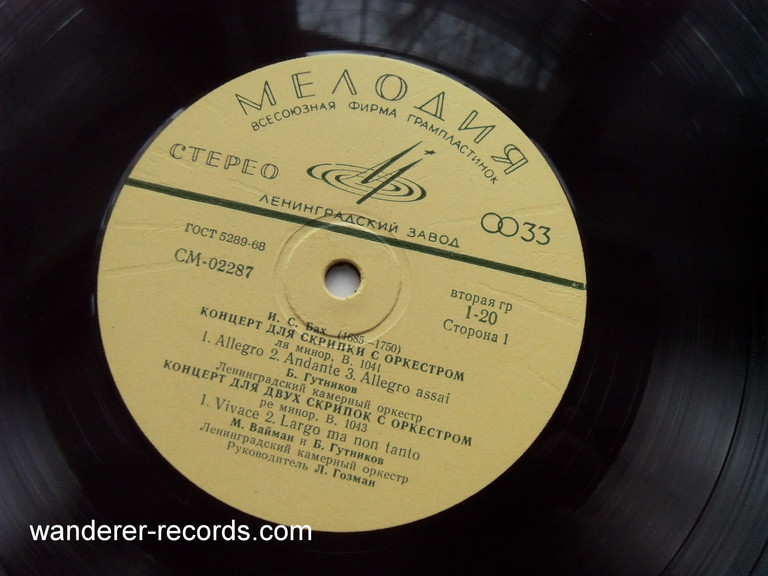 МЕЛОДИЯ
ВСЕСОЮЗНАЯ ФИРМА ГРАМПЛАСТИНОК
СТЕРЕО
ЛЕНИНГРАДСКИЙ ЗАВОД
33
ГОСТ 5289-68
СМ-02287
вторая гр
1-20
Сторона 1
И. С. Бах (1685—1750)
КОНЦЕРТ ДЛЯ СКРИПКИ С ОРКЕСТРОМ
ля минор, В. 1041
1. Allegro 2. Andante 3. Allegro assai
Б. Гутников
Ленинградский камерный оркестр
КОНЦЕРТ ДЛЯ ДВУХ СКРИПОК С ОРКЕСТРОМ
ре минор, В. 1043
1. Vivace 2. Largo ma non tanto
М. Вайман и Б. Гутников
Ленинградский камерный оркестр
Руководитель Л. Гозман
wanderer-records.com